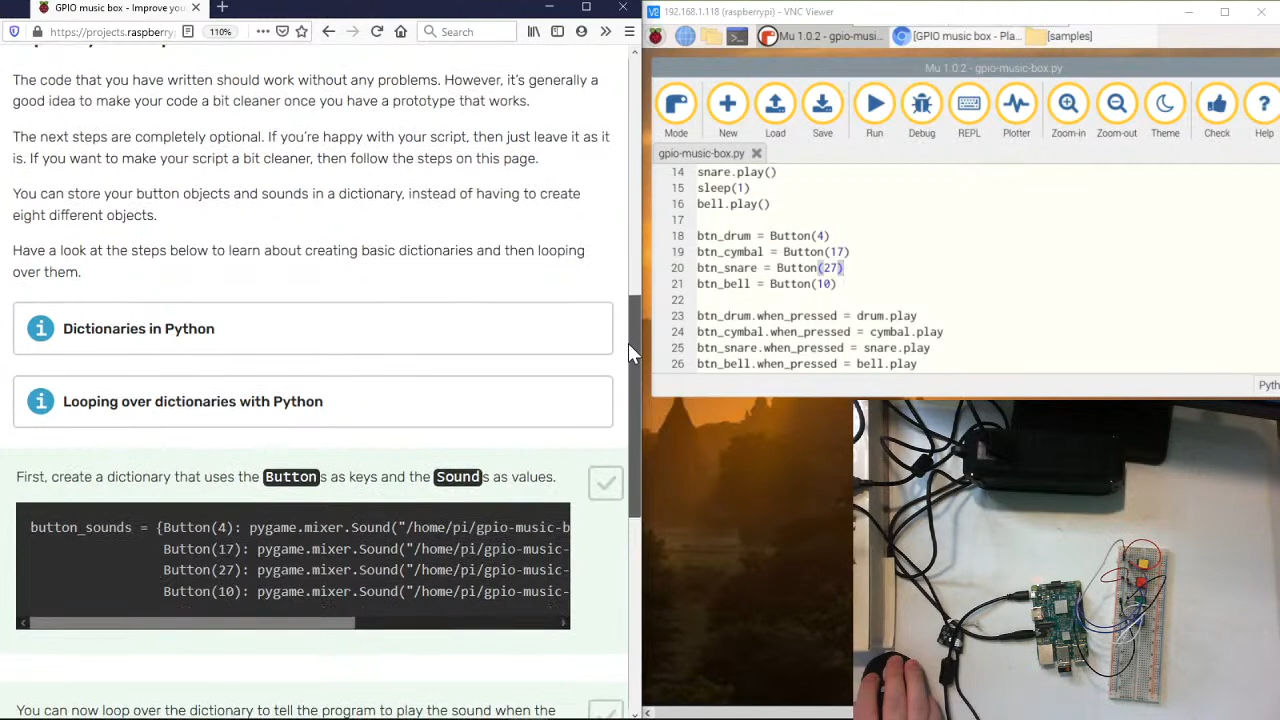 GPIO music box - Improve you
https://projects.raspberry
110%
Search
The code that you have written should work without any problems. However, it's generally a
good idea to make your code a bit cleaner once you have a prototype that works.
The next steps are completely optional. If you're happy with your script, then just leave it as it
is. If you want to make your script a bit cleaner, then follow the steps on this page.
You can store your button objects and sounds in a dictionary, instead of having to create
eight different objects.
Have a look at the steps below to learn about creating basic dictionaries and then looping
over them.
Dictionaries in Python
Looping over dictionaries with Python
First, create a dictionary that uses the Buttons as keys and the Sounds as values.
button_sounds = {Button(4): pygame.mixer.Sound("/home/pi/gpio-music-b
Button(17): pygame.mixer.Sound("/home/pi/gpio-music-
Button(27): pygame.mixer.Sound("/home/pi/gpio-music-
Button(10): pygame.mixer.Sound("/home/pi/gpio-music-
You can now loop over the dictionary to tell the program to play the sound when the
192.168.1.118 (raspberrypi) - VNC Viewer
Mu 1.0.2 - gpio-musi...
[GPIO music box - Pla...
[samples]
Mu 1.0.2 - gpio-music-box.py
Mode New Load Save Run Debug REPL Plotter Zoom-in Zoom-out Theme Check Help
gpio-music-box.py
14 snare.play()
15 sleep(1)
16 bell.play()
17
18 btn_drum = Button(4)
19 btn_cymbal = Button(17)
20 btn_snare = Button(27)
21 btn_bell = Button(10)
22
23 btn_drum.when_pressed = drum.play
24 btn_cymbal.when_pressed = cymbal.play
25 btn_snare.when_pressed = snare.play
26 btn_bell.when_pressed = bell.play
Pyth